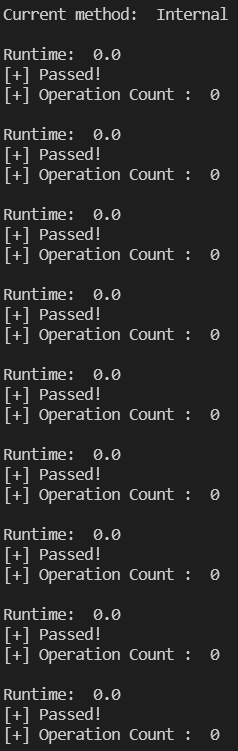 Current method:  Internal
Runtime:  0.0
[+] Passed!
[+] Operation Count :  0
Runtime:  0.0
[+] Passed!
[+] Operation Count :  0
Runtime:  0.0
[+] Passed!
[+] Operation Count :  0
Runtime:  0.0
[+] Passed!
[+] Operation Count :  0
Runtime:  0.0
[+] Passed!
[+] Operation Count :  0
Runtime:  0.0
[+] Passed!
[+] Operation Count :  0
Runtime:  0.0
[+] Passed!
[+] Operation Count :  0
Runtime:  0.0
[+] Passed!
[+] Operation Count :  0
Runtime:  0.0
[+] Passed!
[+] Operation Count :  0